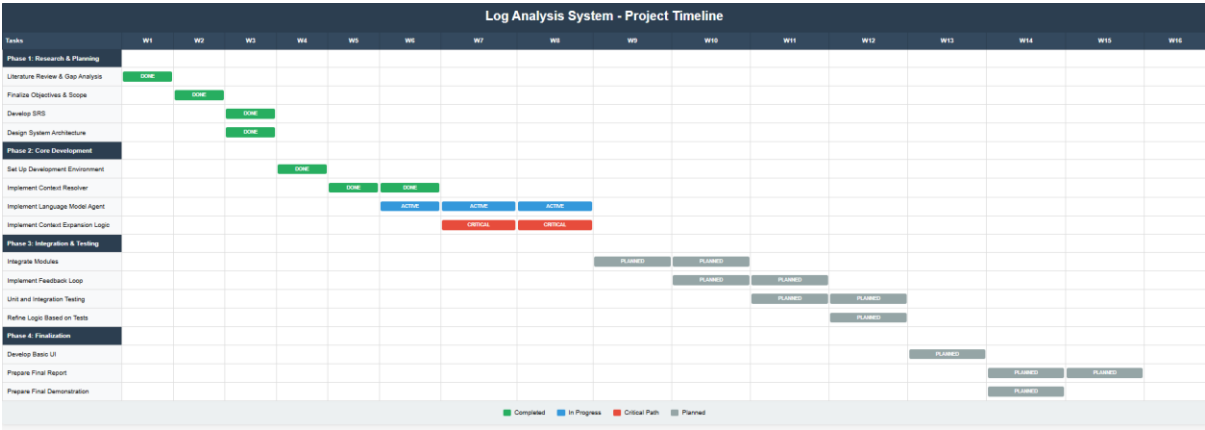 Log Analysis System - Project Timeline
Tasks W1 W2 W3 W4 W5 W6 W7 W8 W9 W10 W11 W12 W13 W14 W15 W16
Phase 1: Research & Planning
Literature Review & Gap Analysis DONE
Finalize Objectives & Scope DONE
Develop SRS DONE
Design System Architecture DONE
Phase 2: Core Development
Set Up Development Environment DONE
Implement Context Resolver DONE DONE
Implement Language Model Agent ACTIVE ACTIVE ACTIVE
Implement Context Expansion Logic CRITICAL CRITICAL
Phase 3: Integration & Testing
Integrate Modules PLANNED PLANNED
Implement Feedback Loop PLANNED PLANNED
Unit and Integration Testing PLANNED PLANNED
Refine Logic Based on Tests PLANNED
Phase 4: Finalization
Develop Basic UI PLANNED
Prepare Final Report PLANNED PLANNED
Prepare Final Demonstration PLANNED
Completed In Progress Critical Path Planned